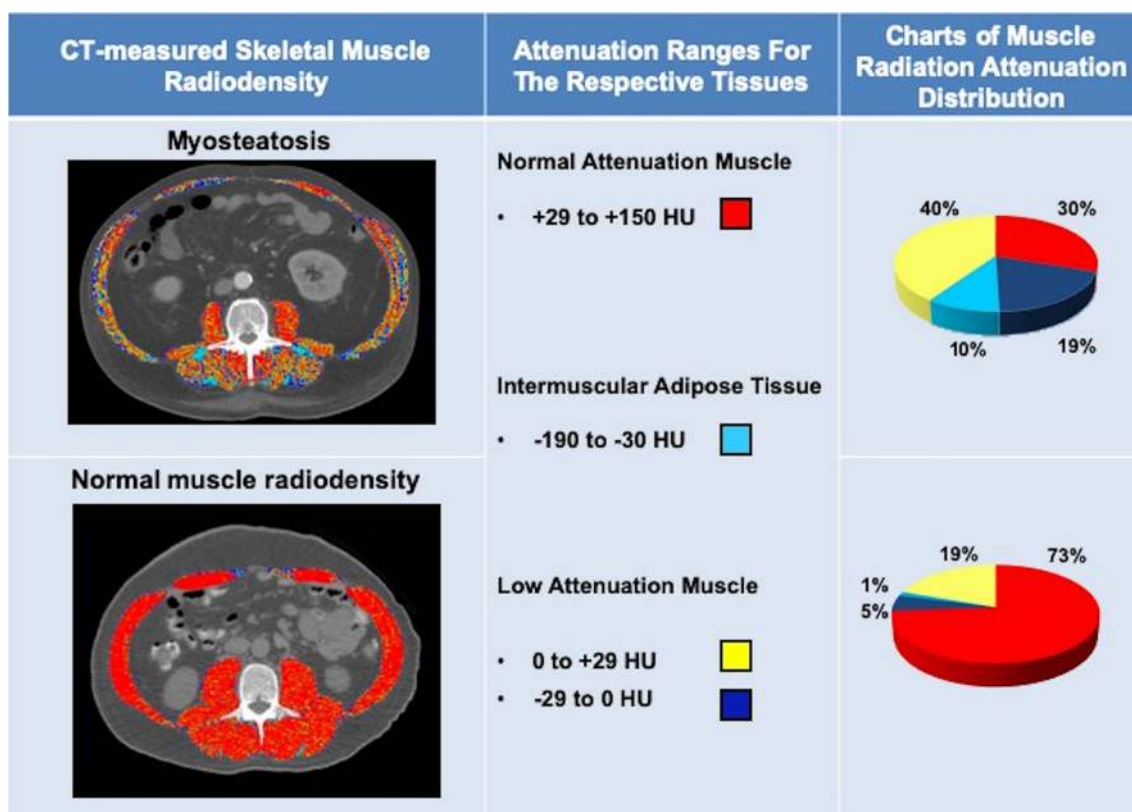 CT-measured Skeletal Muscle
Radiodensity
Attenuation Ranges For
The Respective Tissues
Charts of Muscle
Radiation Attenuation
Distribution
Myosteatosis
Normal Attenuation Muscle
• +29 to +150 HU
40%
30%
10%
19%
Intermuscular Adipose Tissue
• -190 to -30 HU
Normal muscle radiodensity
Low Attenuation Muscle
• 0 to +29 HU
• -29 to 0 HU
19%
73%
1%
5%